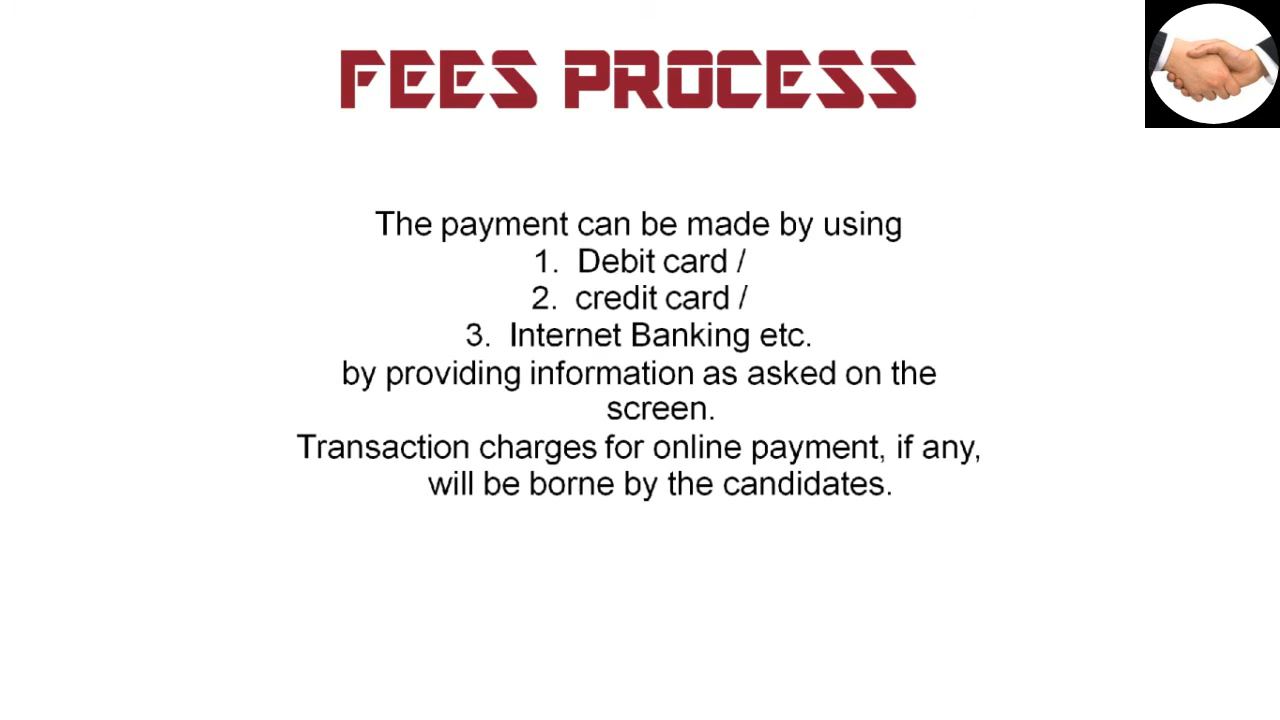 FEES PROCESS
The payment can be made by using
1. Debit card /
2. credit card /
3. Internet Banking etc.
by providing information as asked on the
screen.
Transaction charges for online payment, if any,
will be borne by the candidates.